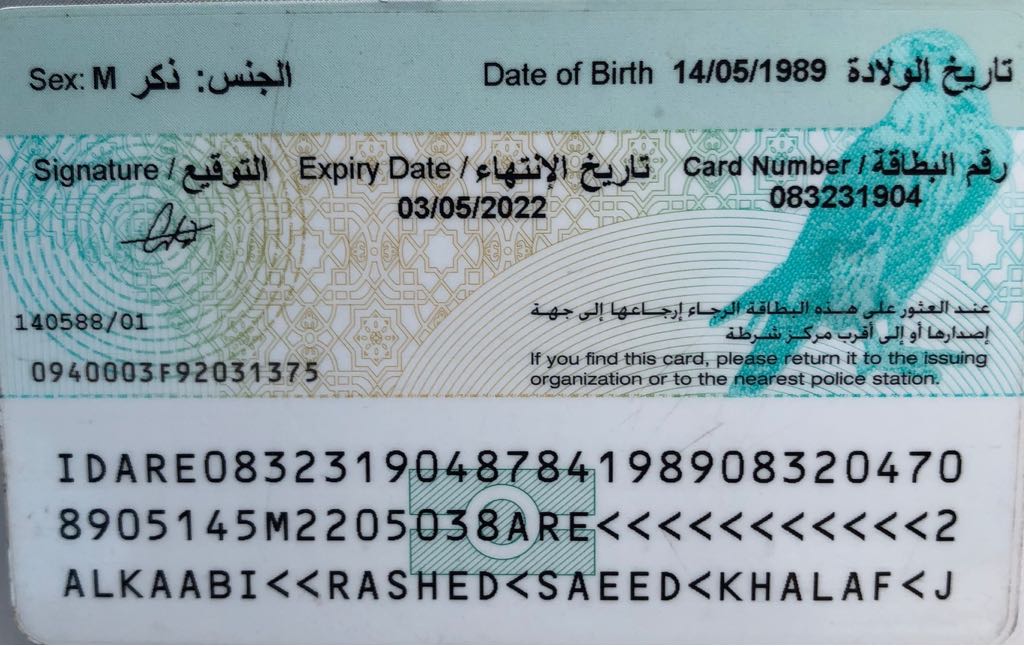 Sex: M الجنس: ذكر Date of Birth 14/05/1989 تاريخ الولادة
Signature / التوقيع Expiry Date / تاريخ الإنتهاء Card Number / رقم البطاقة
03/05/2022 083231904
عند العثور على هذه البطاقة الرجاء إرجاعها إلى جهة
إصدارها أو إلى أقرب مركز شرطة
140588/01
If you find this card, please return it to the issuing
organization or to the nearest police station.
0940003F92031375
IDARE0832319048784198908320470
8905145M2205038ARE<<<<<<<<<<<2
ALKAABI<<RASHED<SAEED<KHALAF<J